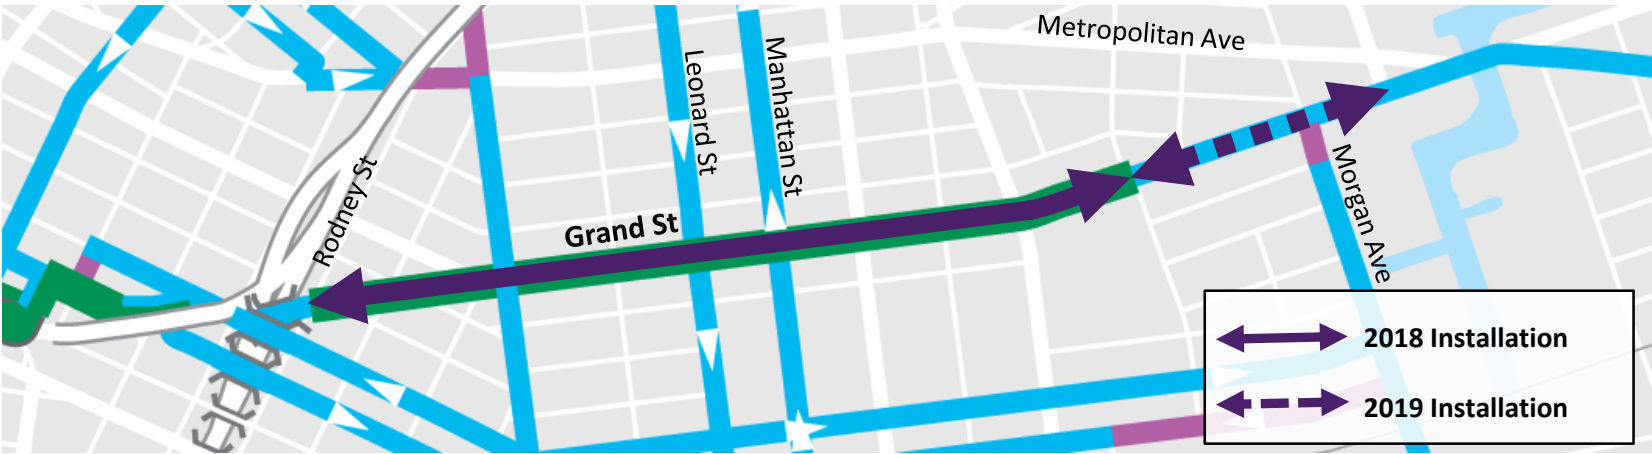 Metropolitan Ave
Leonard St
Manhattan St
Rodney St
Grand St
Morgan Ave
2018 Installation
2019 Installation